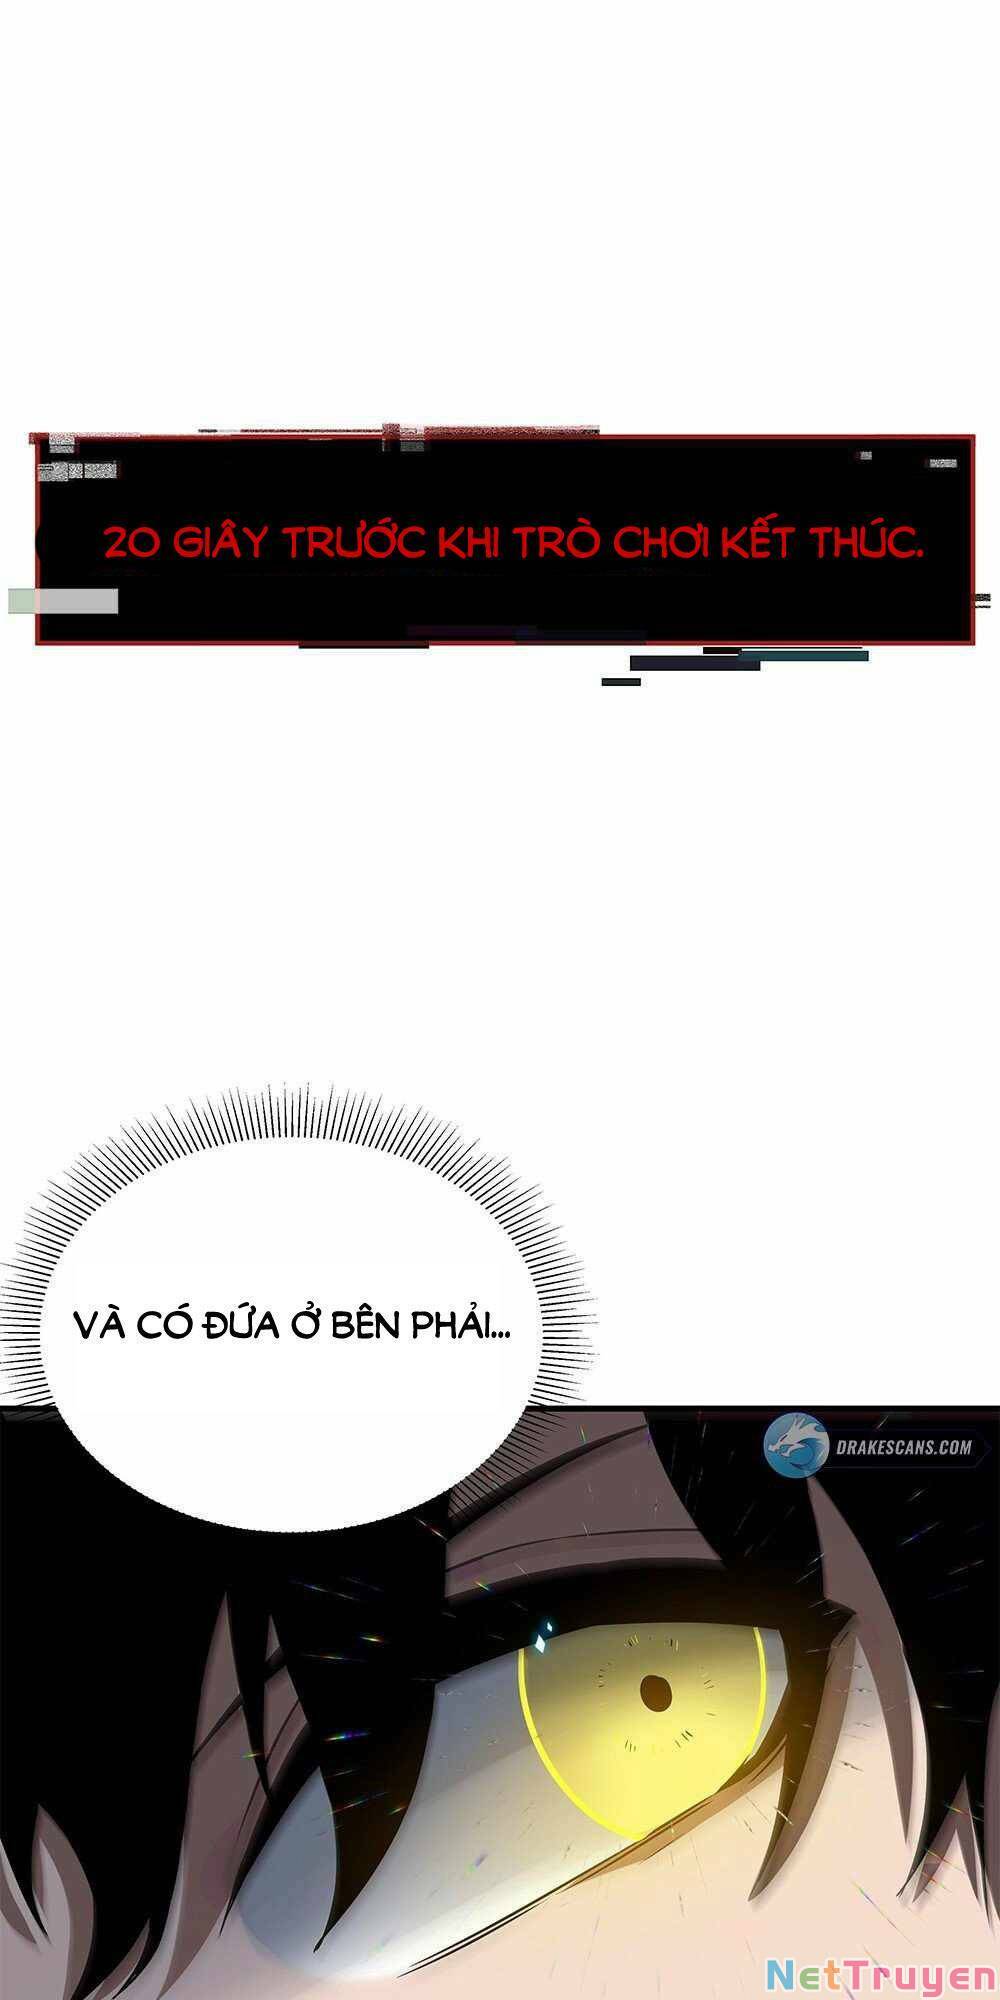 20 GIÂY TRƯỚC KHI TRÒ CHƠI KẾT THÚC.
VÀ CÓ ĐỨA Ở BÊN PHẢI...
DRAKESCANS.COM
NetTruyen